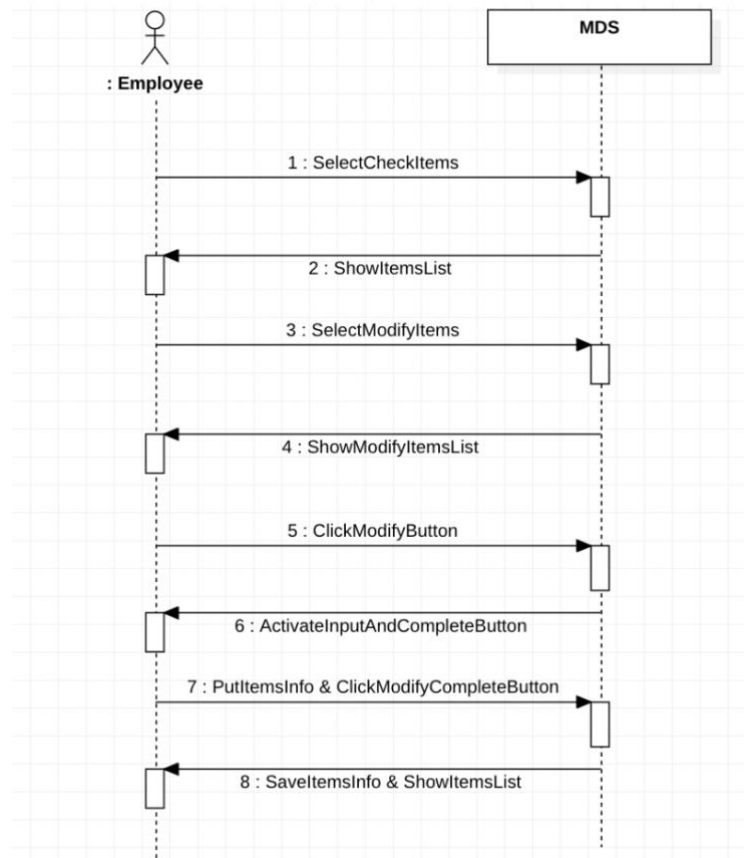 MDS
: Employee
1 : SelectCheckItems
2 : ShowItemsList
3 : SelectModifyItems
4 : ShowModifyItemsList
5 : ClickModifyButton
6 : ActivateInputAndCompleteButton
7 : PutItemsInfo & ClickModifyCompleteButton
8 : SaveItemsInfo & ShowItemsList